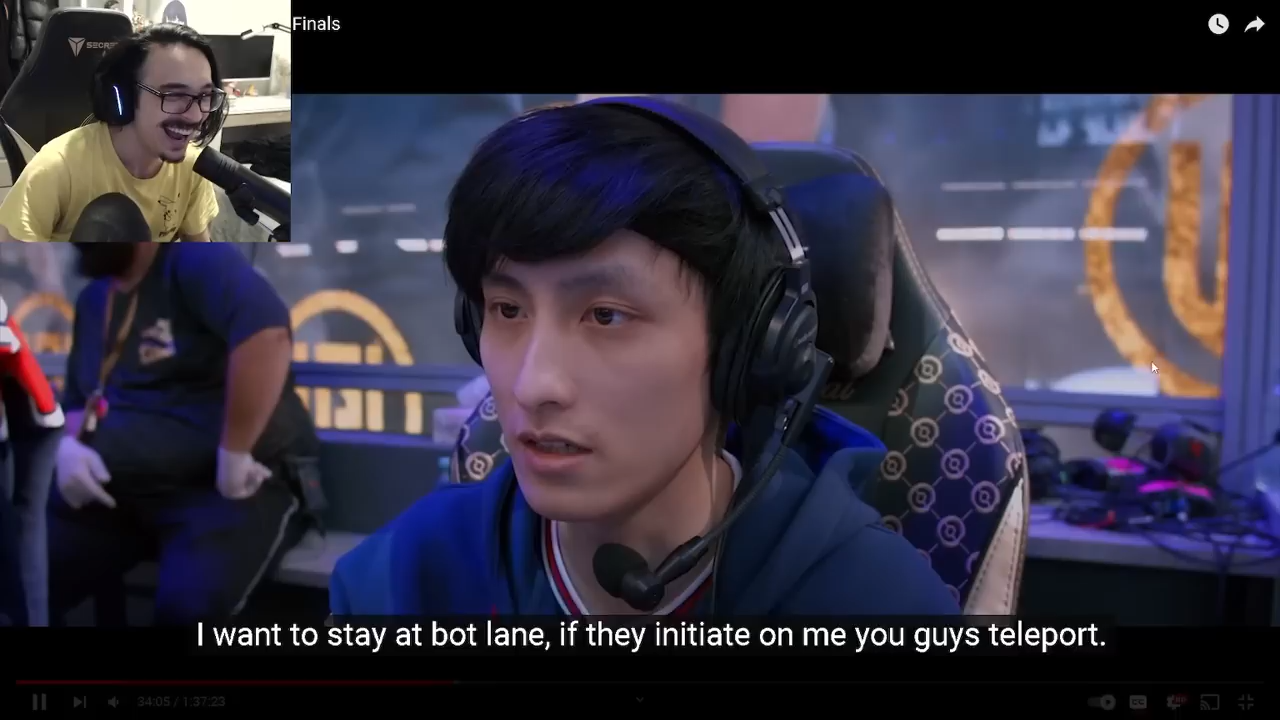 Finals
SECRET
I want to stay at bot lane, if they initiate on me you guys teleport.
34:05 / 1:37:23